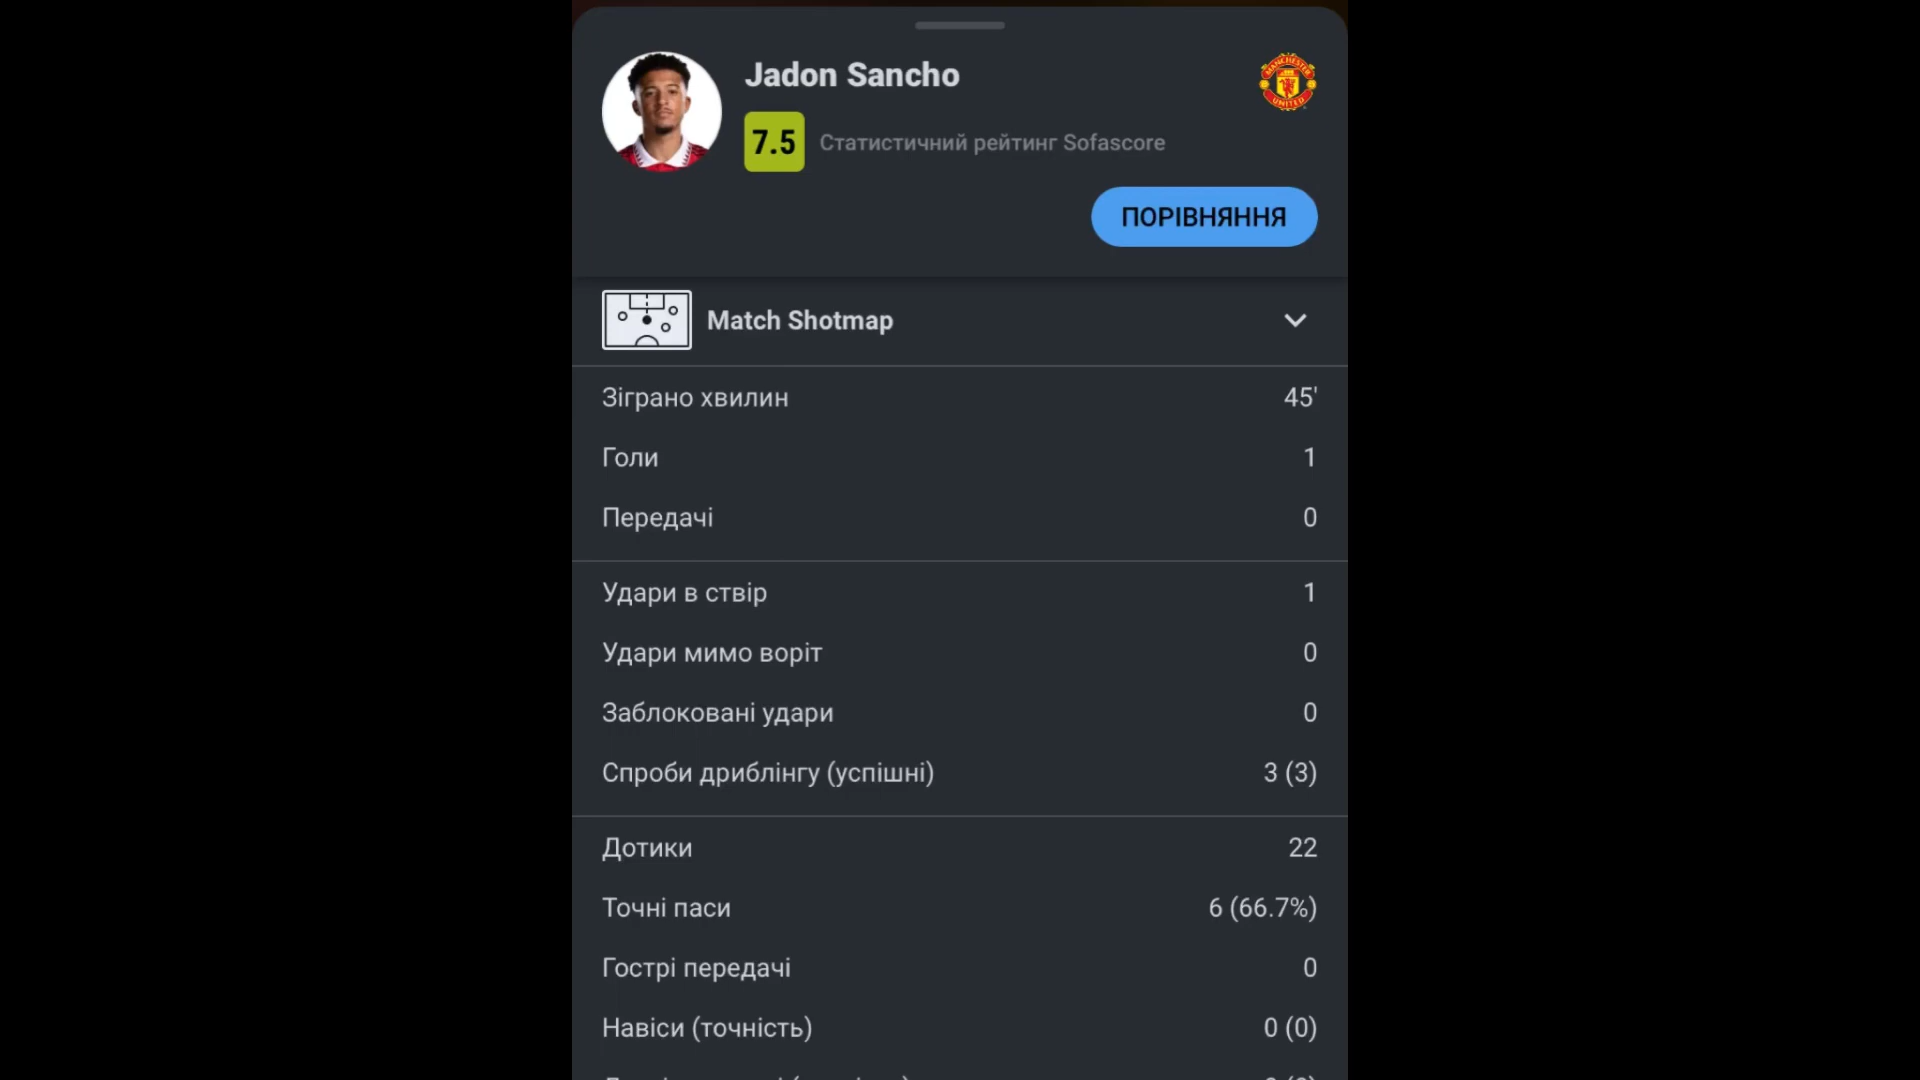 Jadon Sancho
MANCHESTER
UNITED
7.5 Статистичний рейтинг Sofascore
ПОРІВНЯННЯ
Match Shotmap
Зіграно хвилин 45'
Голи 1
Передачі 0
Удари в ствір 1
Удари мимо воріт 0
Заблоковані удари 0
Спроби дриблінгу (успішні) 3 (3)
Дотики 22
Точні паси 6 (66.7%)
Гострі передачі 0
Навіси (точність) 0 (0)